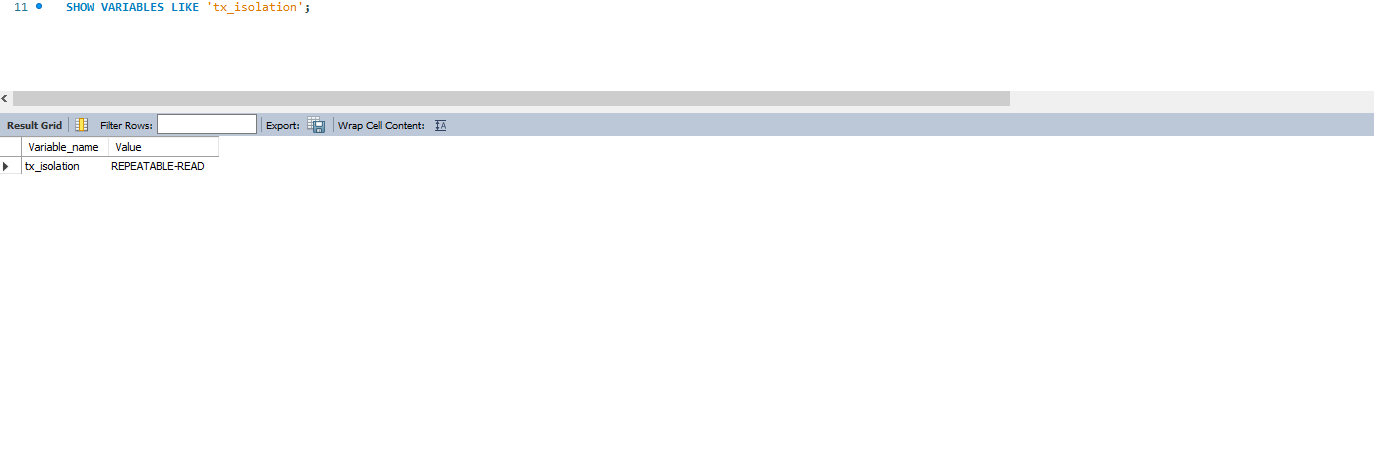 11 SHOW VARIABLES LIKE 'tx_isolation';
Result Grid Filter Rows: Export: Wrap Cell Content:
Variable_name Value
tx_isolation REPEATABLE-READ